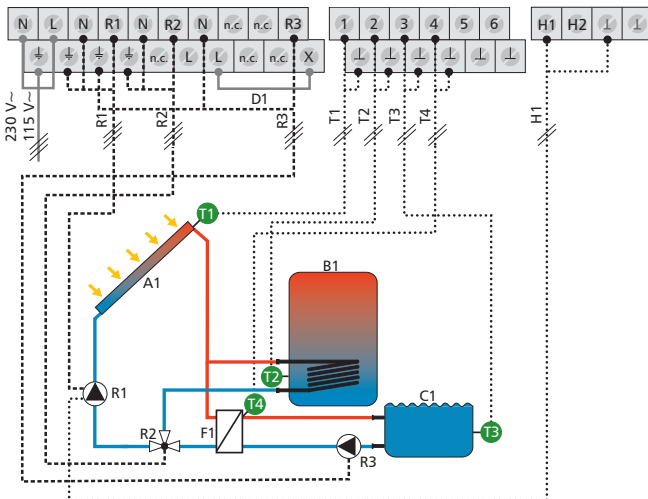 N L N R1 N R2 N n.c. n.c. R3
n.c. L L n.c. n.c. X
1 2 3 4 5 6
H1 H2
D1
230 V~
115 V~
R1
R2
R3
T1
T2
T3
T4
H1
T1
A1
B1
T2
R1
R2
F1
T4
C1
T3
R3